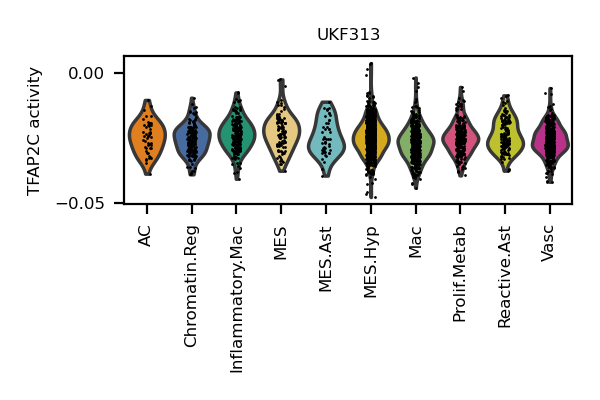 UKF313
TFAP2C activity
0.00
−0.05
AC
Chromatin.Reg
Inflammatory.Mac
MES
MES.Ast
MES.Hyp
Mac
Prolif.Metab
Reactive.Ast
Vasc